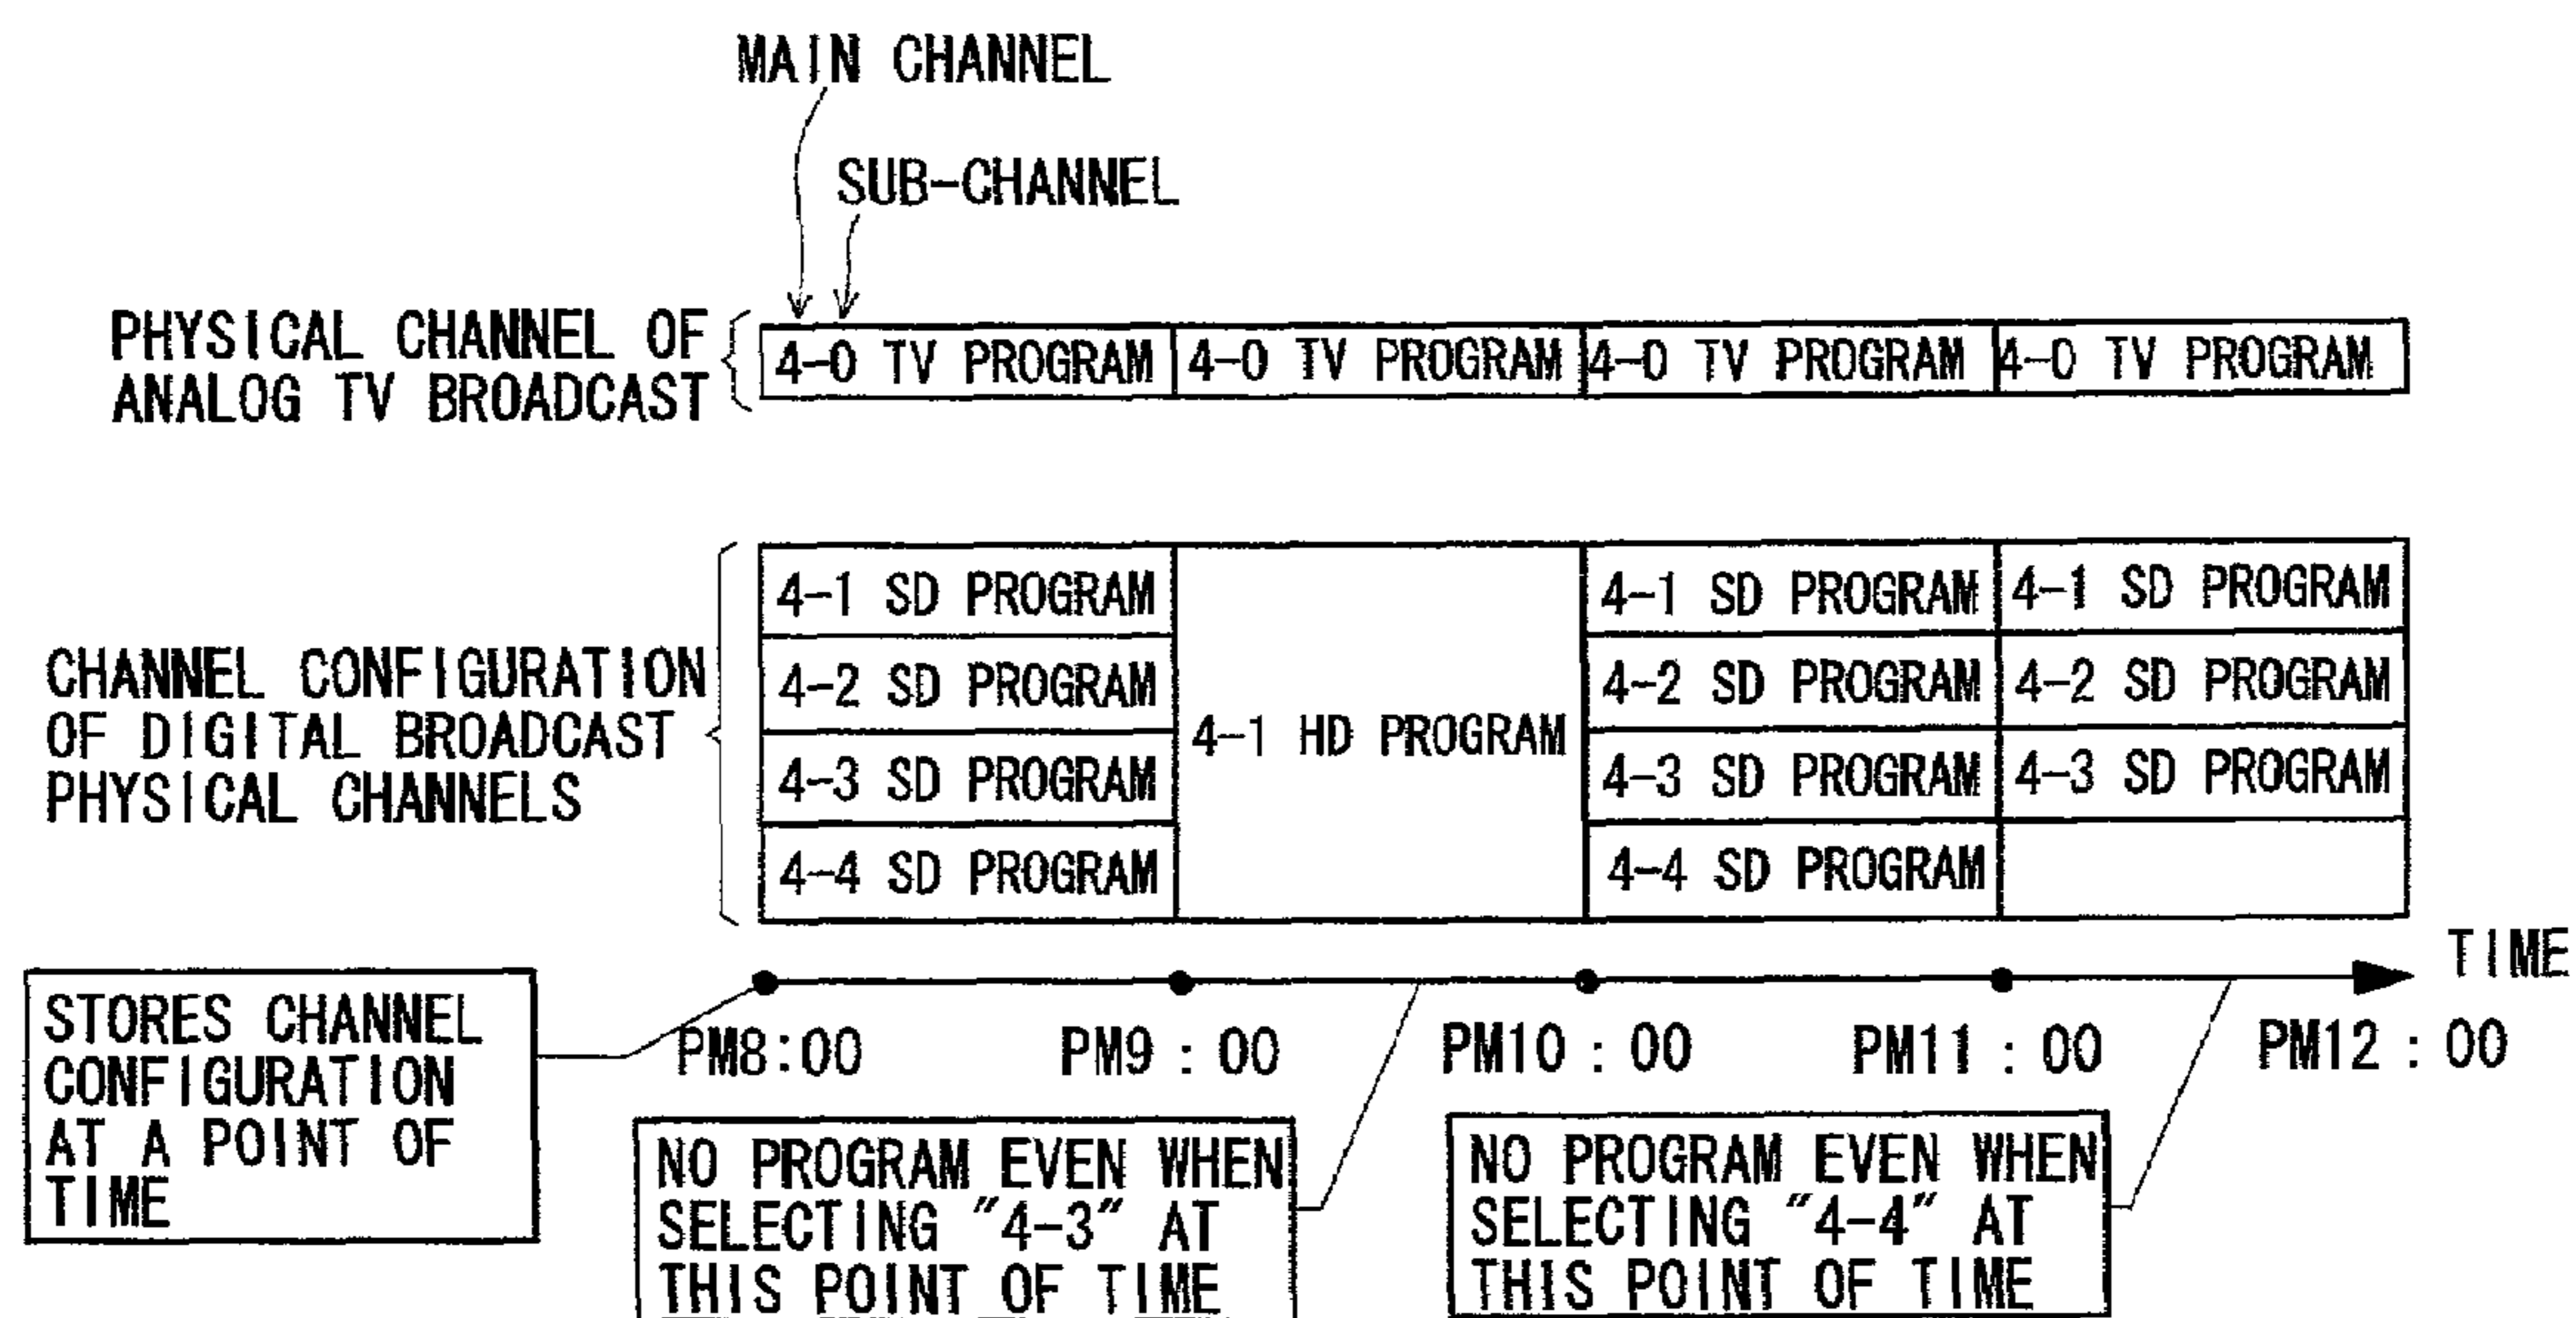 MAIN CHANNEL
SUB-CHANNEL
PHYSICAL CHANNEL OF
ANALOG TV BROADCAST
4-0 TV PROGRAM 4-0 TV PROGRAM 4-0 TV PROGRAM 4-0 TV PROGRAM
CHANNEL CONFIGURATION
OF DIGITAL BROADCAST
PHYSICAL CHANNELS
4-1 SD PROGRAM
4-2 SD PROGRAM
4-3 SD PROGRAM
4-4 SD PROGRAM
4-1 HD PROGRAM
4-1 SD PROGRAM
4-2 SD PROGRAM
4-3 SD PROGRAM
4-4 SD PROGRAM
4-1 SD PROGRAM
4-2 SD PROGRAM
4-3 SD PROGRAM
TIME
PM8:00 PM9:00 PM10:00 PM11:00 PM12:00
STORES CHANNEL
CONFIGURATION
AT A POINT OF
TIME
NO PROGRAM EVEN WHEN
SELECTING "4-3" AT
THIS POINT OF TIME
NO PROGRAM EVEN WHEN
SELECTING "4-4" AT
THIS POINT OF TIME